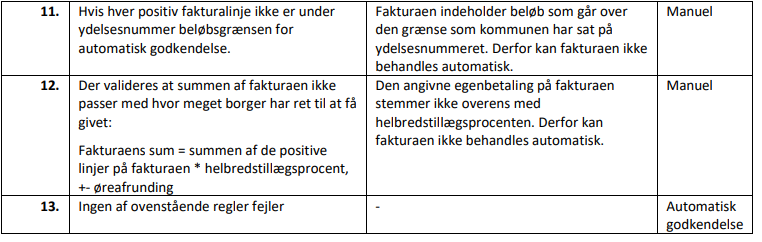 11.
Hvis hver positiv fakturalinje ikke er under
ydelsesnummer beløbsgrænsen for
automatisk godkendelse.
Fakturaen indeholder beløb som går over
den grænse som kommunen har sat på
ydelsesnummeret. Derfor kan fakturaen ikke
behandles automatisk.
Manuel
12.
Der valideres at summen af fakturaen ikke
passer med hvor meget borger har ret til at få
givet:
Fakturaens sum = summen af de positive
linjer på fakturaen * helbredstillægsprocent,
+- øreafrunding
Den angivne egenbetaling på fakturaen
stemmer ikke overens med
helbredstillægsprocenten. Derfor kan
fakturaen ikke behandles automatisk.
Manuel
13.
Ingen af ovenstående regler fejler
-
Automatisk
godkendelse